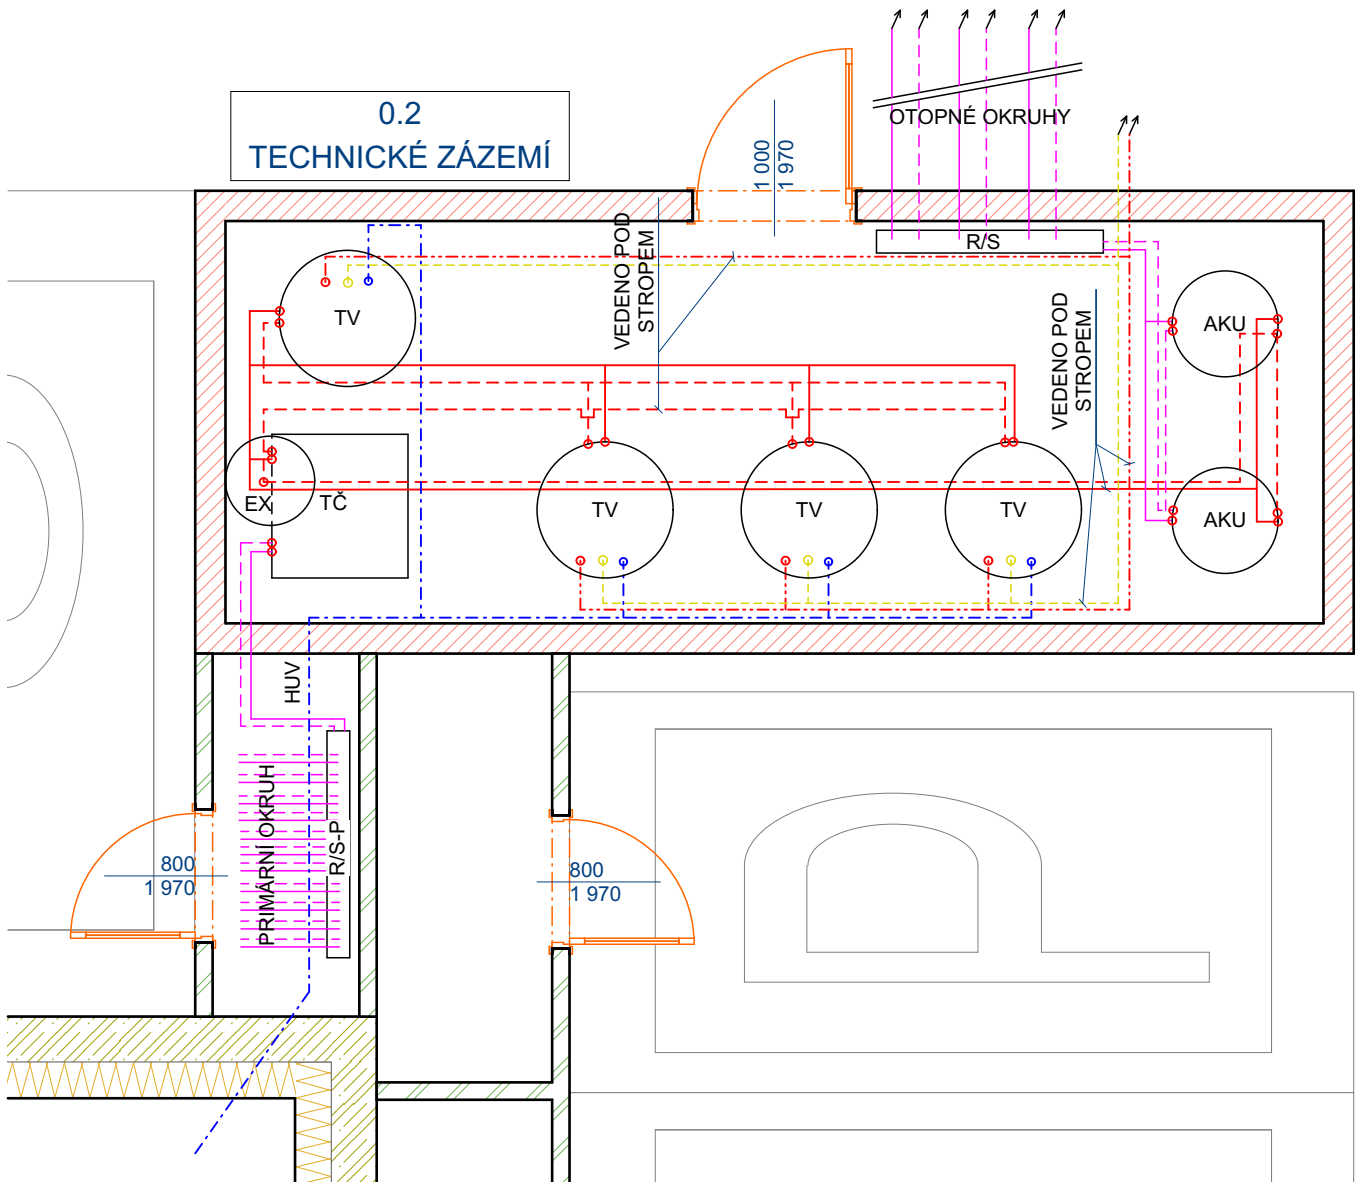 0.2
TECHNICKÉ ZÁZEMÍ
1 000
1 970
OTOPNÉ OKRUHY
VEDENO POD
STROPEM
R/S
TV
VEDENO POD
STROPEM
AKU
EX
TČ
TV
TV
TV
AKU
HUV
PRIMÁRNÍ OKRUH
R/S-P
800
1 970
800
1 970